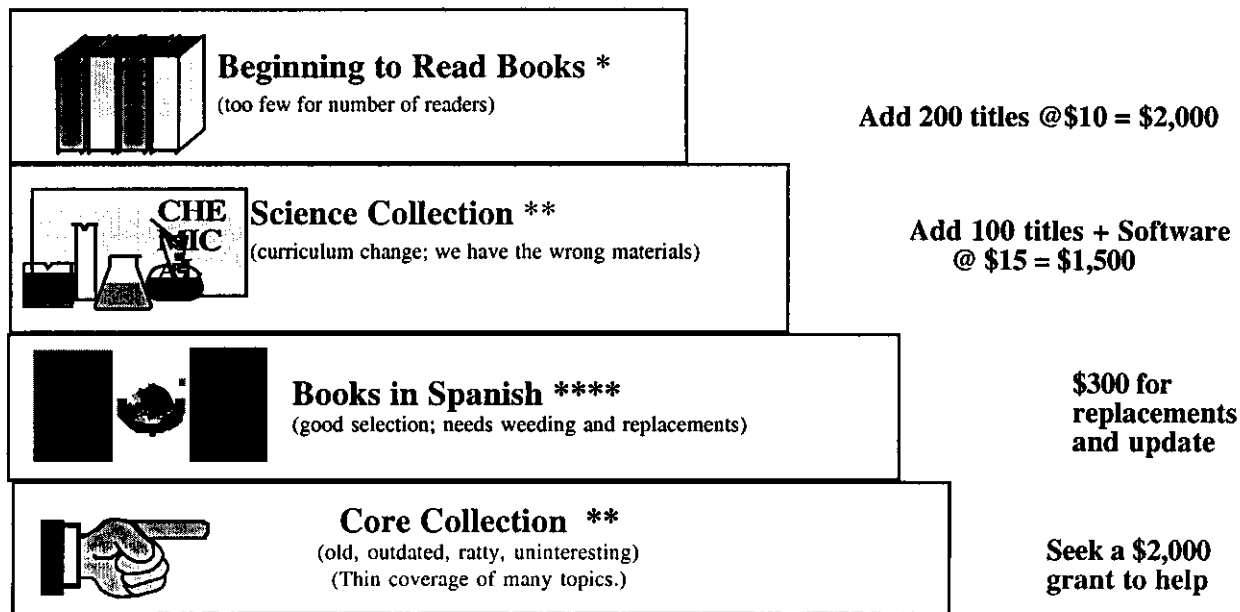 Beginning to Read Books *
(too few for number of readers)
Add 200 titles @$10 = $2,000
CHE
MIC
Science Collection **
(curriculum change; we have the wrong materials)
Add 100 titles + Software
@ $15 = $1,500
Books in Spanish ****
(good selection; needs weeding and replacements)
$300 for
replacements
and update
Core Collection **
(old, outdated, ratty, uninteresting)
(Thin coverage of many topics.)
Seek a $2,000
grant to help